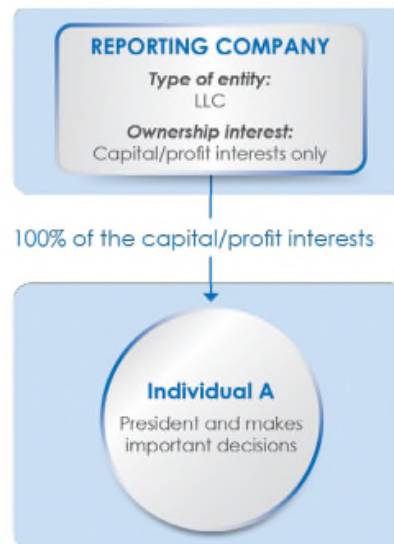 REPORTING COMPANY
Type of entity:
LLC
Ownership interest:
Capital/profit interests only
100% of the capital/profit interests
Individual A
President and makes
important decisions